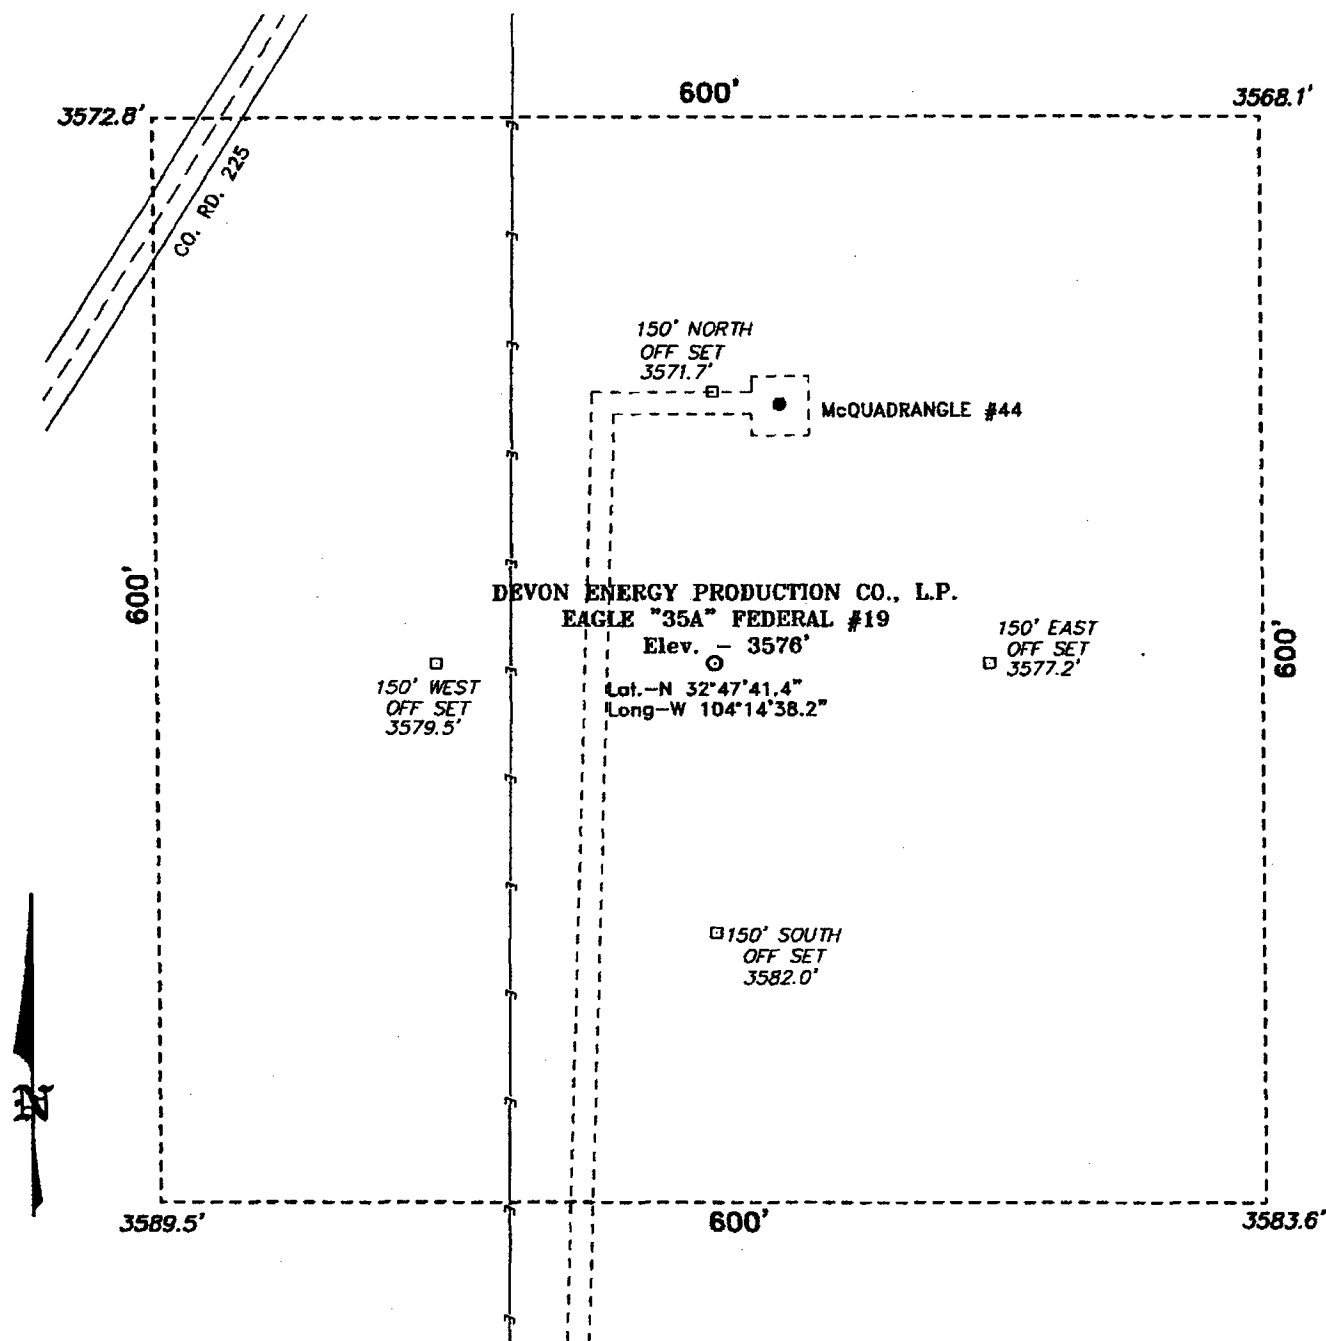 600'
3568.1'
3572.8'
CO. RD. 225
150' NORTH
OFF SET
3571.7'
McQUADRANGLE #44
600'
DEVON ENERGY PRODUCTION CO., L.P.
EAGLE "35A" FEDERAL #19
Elev. - 3576'
Lat.-N 32°47'41.4"
Long-W 104°14'38.2"
150' EAST
OFF SET
3577.2'
600'
150' WEST
OFF SET
3579.5'
150' SOUTH
OFF SET
3582.0'
N
3589.5'
600'
3583.6'